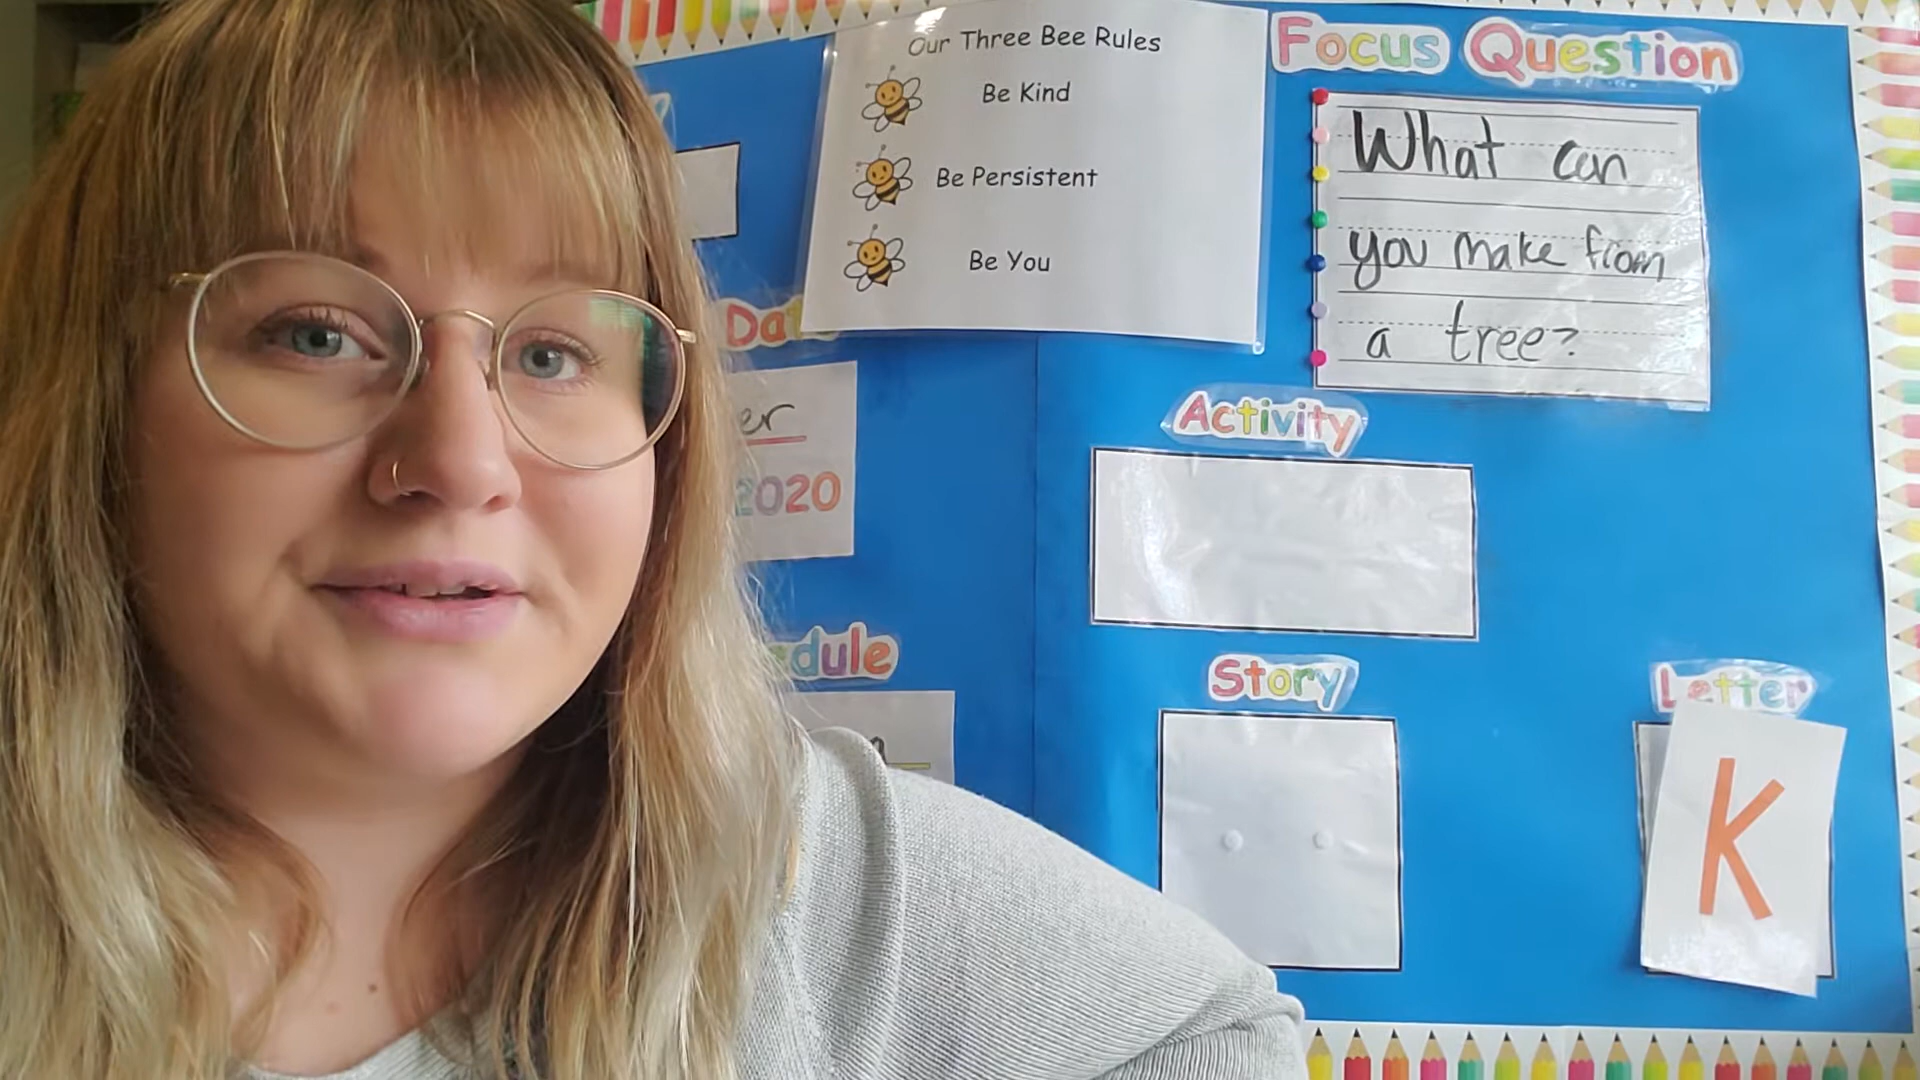 Our Three Bee Rules
Be Kind
Be Persistent
Be You
Focus Question
What can
you make from
a tree?
Activity
2020
Story
Letter
K